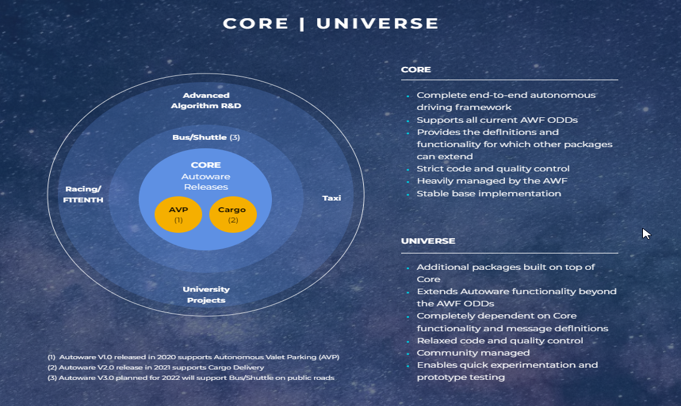 CORE | UNIVERSE
Advanced
Algorithm R&D
Bus/Shuttle (3)
CORE
Autoware
Releases
AVP
(1)
Cargo
(2)
Racing/
F1TENTH
Taxi
University
Projects
(1) Autoware V1.0 released in 2020 supports Autonomous Valet Parking (AVP)
(2) Autoware V2.0 release in 2021 supports Cargo Delivery
(3) Autoware V3.0 planned for 2022 will support Bus/Shuttle on public roads
CORE
Complete end-to-end autonomous
driving framework
Supports all current AWF ODDs
Provides the definitions and
functionality for which other packages
can extend
Strict code and quality control
Heavily managed by the AWF
Stable base implementation
UNIVERSE
Additional packages built on top of
Core
Extends Autoware functionality beyond
the AWF ODDs
Completely dependent on Core
functionality and message definitions
Relaxed code and quality control
Community managed
Enables quick experimentation and
prototype testing